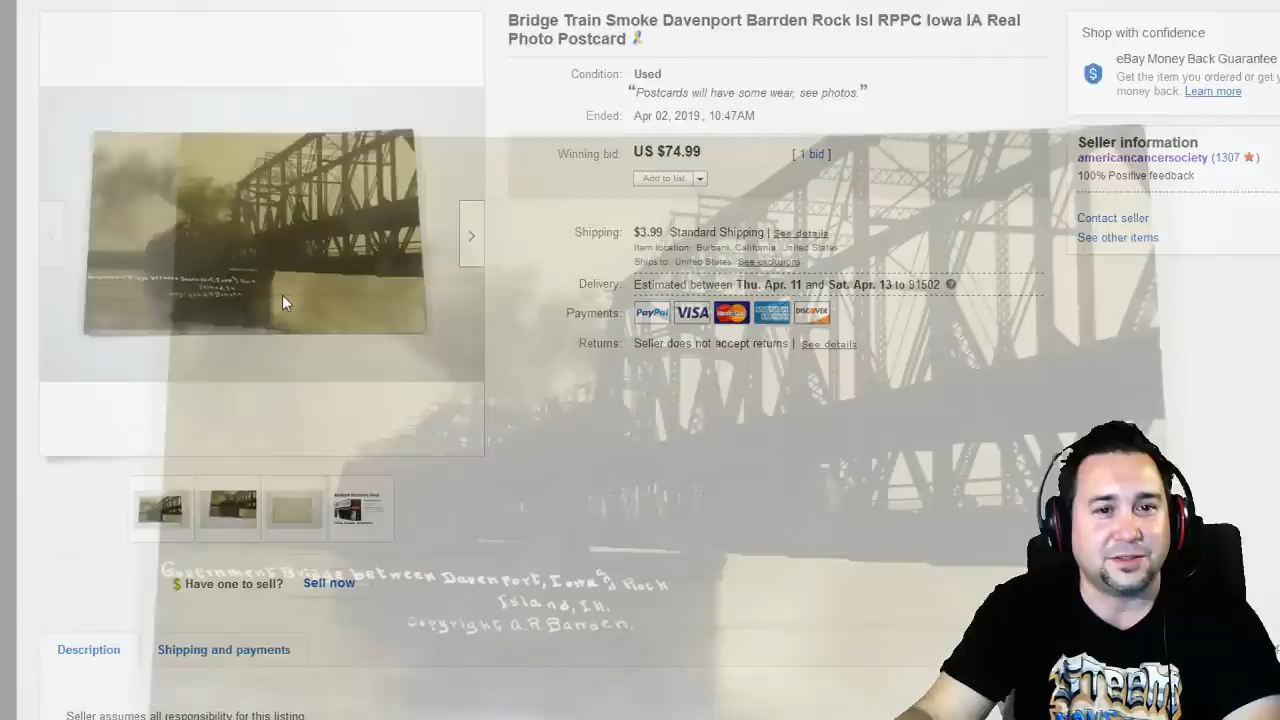 Bridge Train Smoke Davenport Barrden Rock Isl RPPC Iowa IA Real
Photo Postcard
Condition: Used
“Postcards will have some wear, see photos.”
Ended: Apr 02, 2019 , 10:47AM
Winning bid: US $74.99 [ 1 bid ]
Add to list
Shipping: $3.99 Standard Shipping | See details
Item location: Burbank, California, United States
Ships to: United States See exclusions
Delivery: Estimated between Thu. Apr. 11 and Sat. Apr. 13 to 91502
Payments: PayPal VISA MasterCard AMERICAN EXPRESS DISCOVER
Returns: Seller does not accept returns | See details
Shop with confidence
eBay Money Back Guarantee
Get the item you ordered or get y
money back. Learn more
Seller information
americancancersociety (1307 )
100% Positive feedback
Contact seller
See other items
Government Bridge between Davenport, Iowa & Rock
Island, Ill.
Copyright A.R Barrden.
$ Have one to sell? Sell now
Description
Shipping and payments
Seller assumes all responsibility for this listing
STEEM